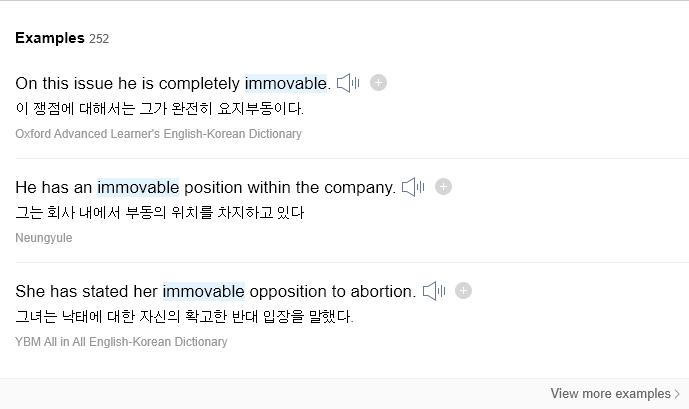 Examples 252
On this issue he is completely immovable.
이 쟁점에 대해서는 그가 완전히 요지부동이다.
Oxford Advanced Learner's English-Korean Dictionary
He has an immovable position within the company.
그는 회사 내에서 부동의 위치를 차지하고 있다
Neungyule
She has stated her immovable opposition to abortion.
그녀는 낙태에 대한 자신의 확고한 반대 입장을 말했다.
YBM All in All English-Korean Dictionary
View more examples